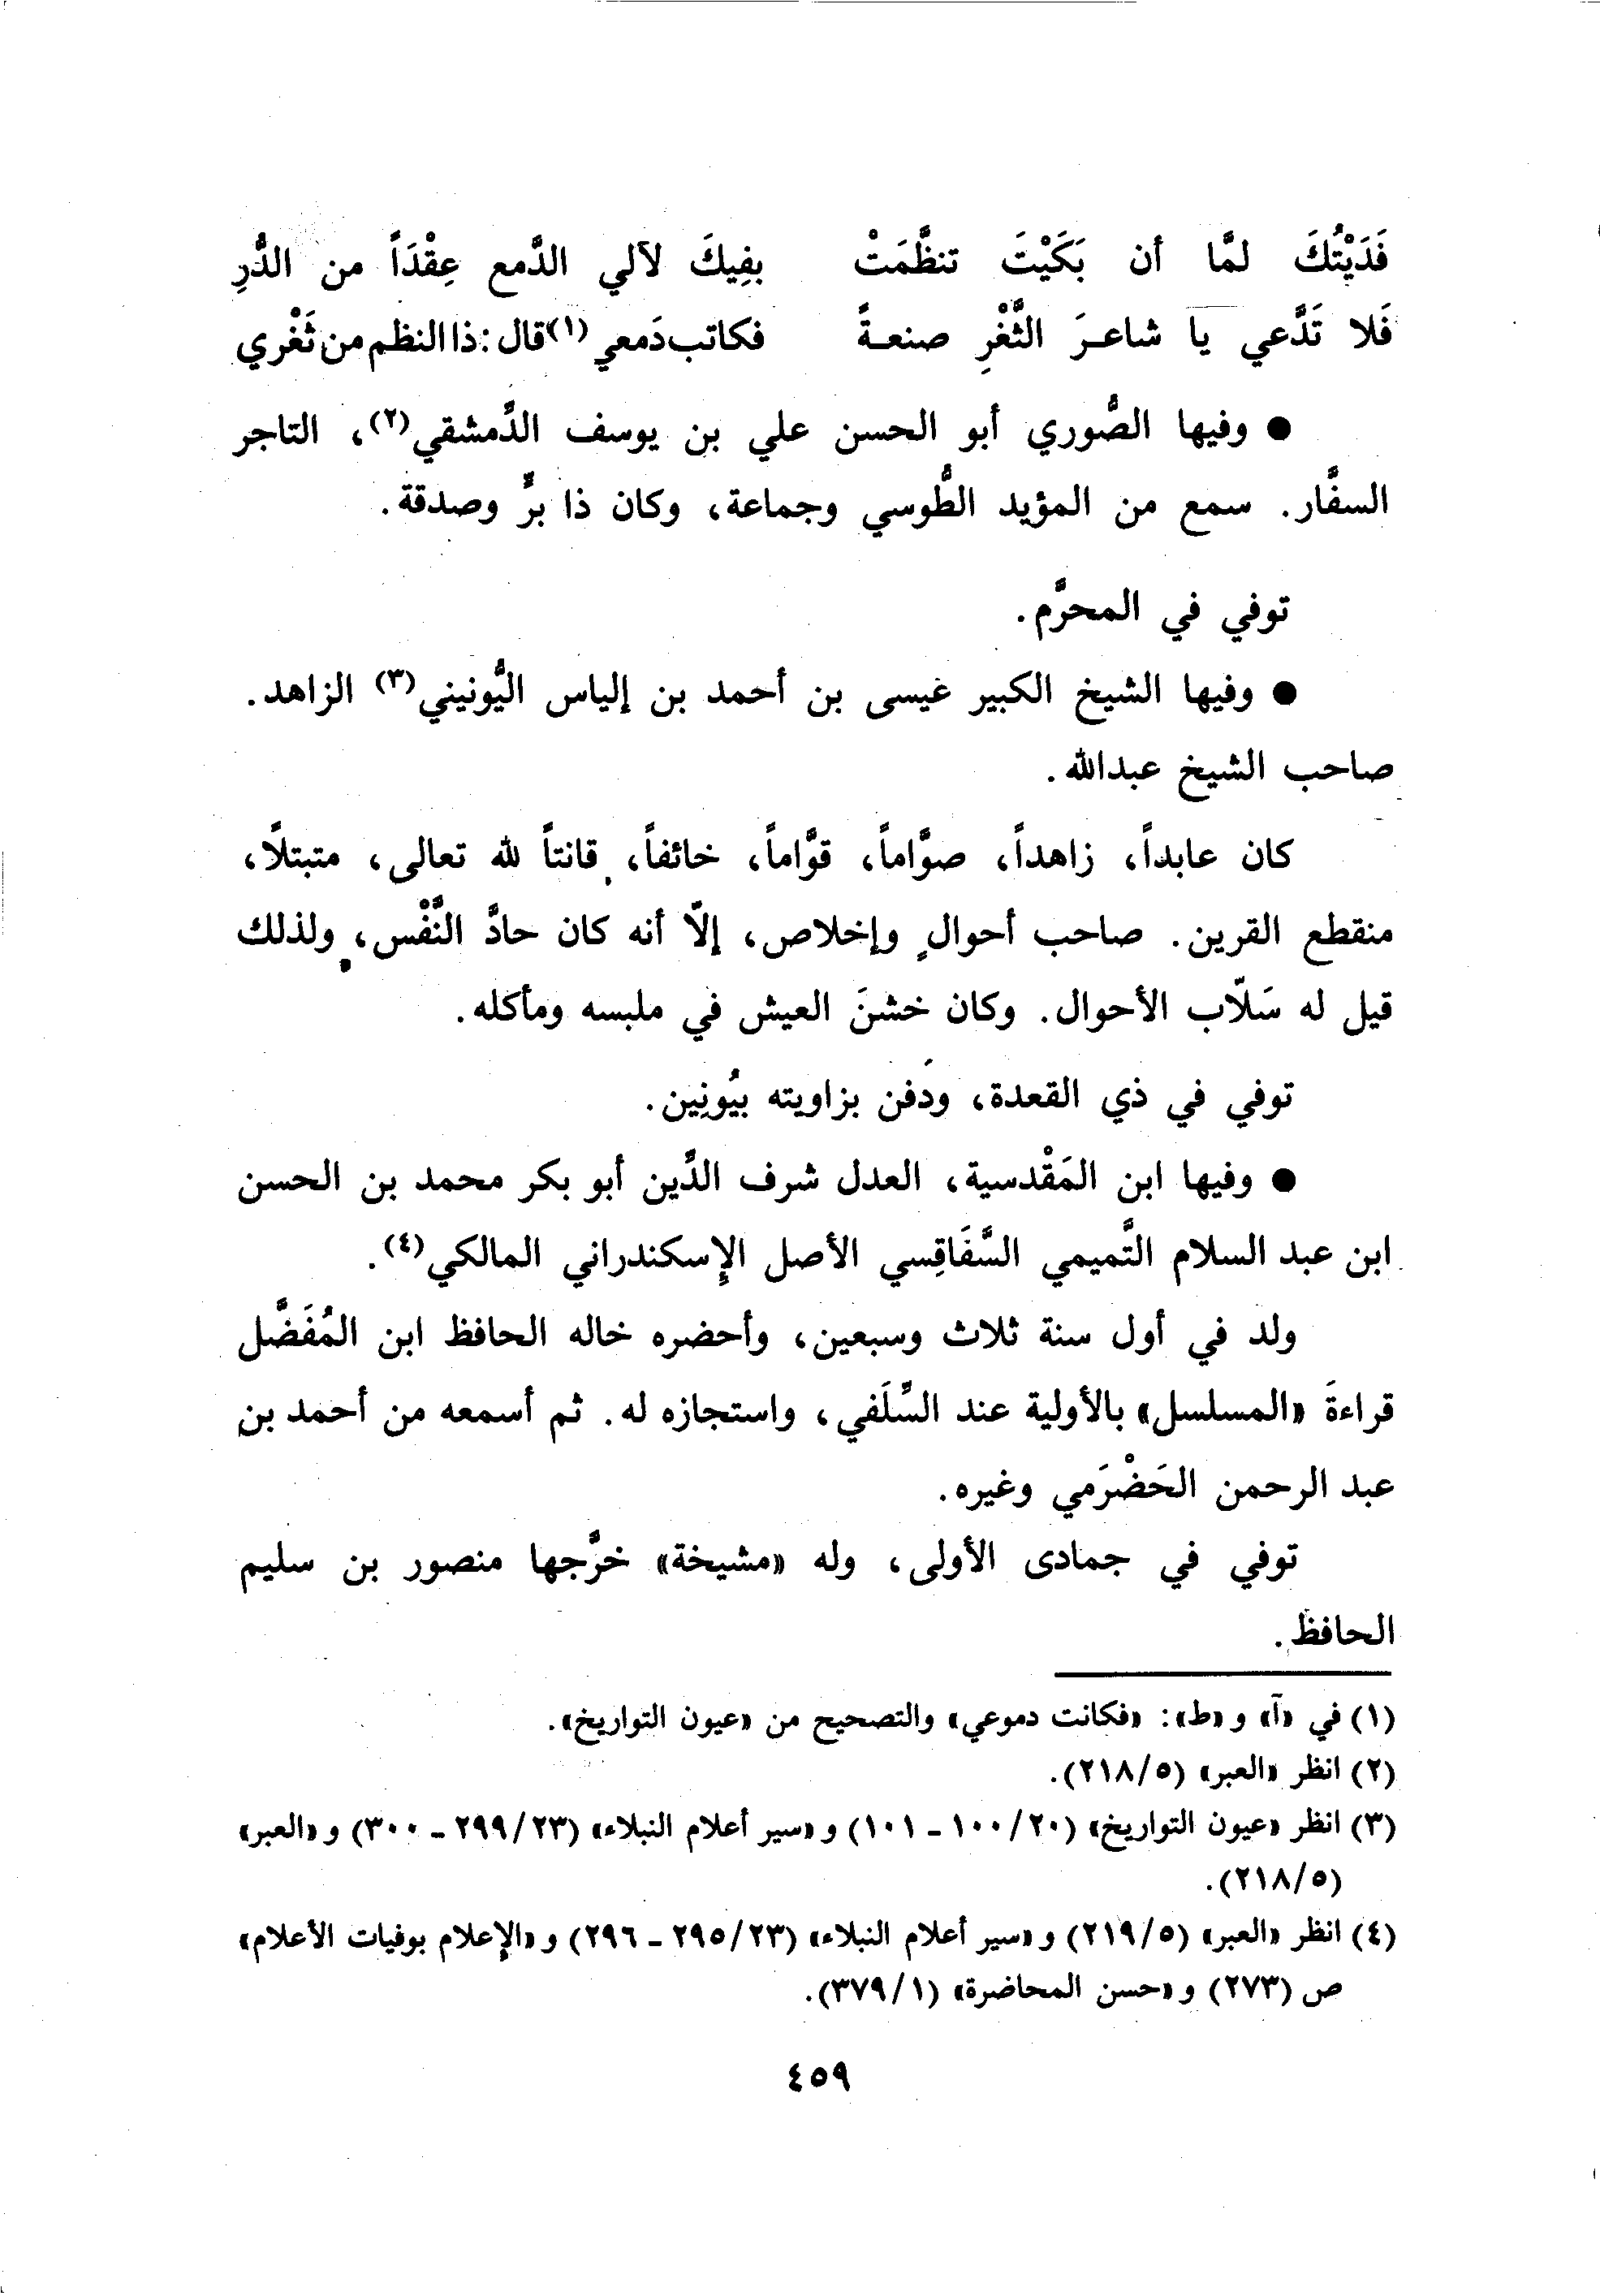 فَدَيْتُكَ لمَّا أن بَكَيْتَ تنظَّمَتْ بفِيكَ لآلي الدَّمع عِقْدَاً من الدُّرِ
فَلا تَدَّعي يا شاعـرَ الثَّغْرِ صنعـةً فكاتب دَمعي (١) قال: ذا النظم من ثَغْري
● وفيها الصُّوري أبو الحسن علي بن يوسف الدِّمشقي (٢)، التاجر
السفَّار. سمع من المؤيد الطُّوسي وجماعة، وكان ذا برٍّ وصدقة.
توفي في المحرَّم.
● وفيها الشيخ الكبير عيسى بن أحمد بن إلياس اليُّونيني (٣) الزاهد.
صاحب الشيخ عبدالله.
كان عابداً، زاهداً، صوَّاماً، قوَّاماً، خائفاً، قانتاً لله تعالى، متبتلًا،
منقطع القرين. صاحب أحوالٍ وإخلاص، إلّا أنه كان حادَّ النَّفْس، ولذلك
قيل له سَلّاب الأحوال. وكان خشنَ العيش في ملبسه ومأكله.
توفي في ذي القعدة، ودَفن بزاويته بيُونِين.
● وفيها ابن المَقْدسية، العدل شرف الدِّين أبو بكر محمد بن الحسن
ابن عبد السلام التَّميمي السَّفَاقِسي الأصل الإسكندراني المالكي (٤).
ولد في أول سنة ثلاث وسبعين، وأحضره خاله الحافظ ابن المُفَضَّل
قراءةَ «المسلسل» بالأولية عند السِّلَفي، واستجازه له. ثم أسمعه من أحمد بن
عبد الرحمن الحَضْرَمي وغيره.
توفي في جمادى الأولى، وله «مشيخة» خرَّجها منصور بن سليم
الحافظ.
(١) في «آ» و «ط»: «فكانت دموعي» والتصحيح من «عيون التواريخ».
(٢) انظر «العبر» (٢١٨/٥).
(٣) انظر «عيون التواريخ» (١٠٠/٢٠ ـ ١٠١) و «سير أعلام النبلاء» (٢٩٩/٢٣ ـ ٣٠٠) و «العبر»
(٢١٨/٥).
(٤) انظر «العبر» (٢١٩/٥) و «سير أعلام النبلاء» (٢٩٥/٢٣ ـ ٢٩٦) و «الإعلام بوفيات الأعلام»
ص (٢٧٣) و «حسن المحاضرة» (٣٧٩/١).
٤٥٩